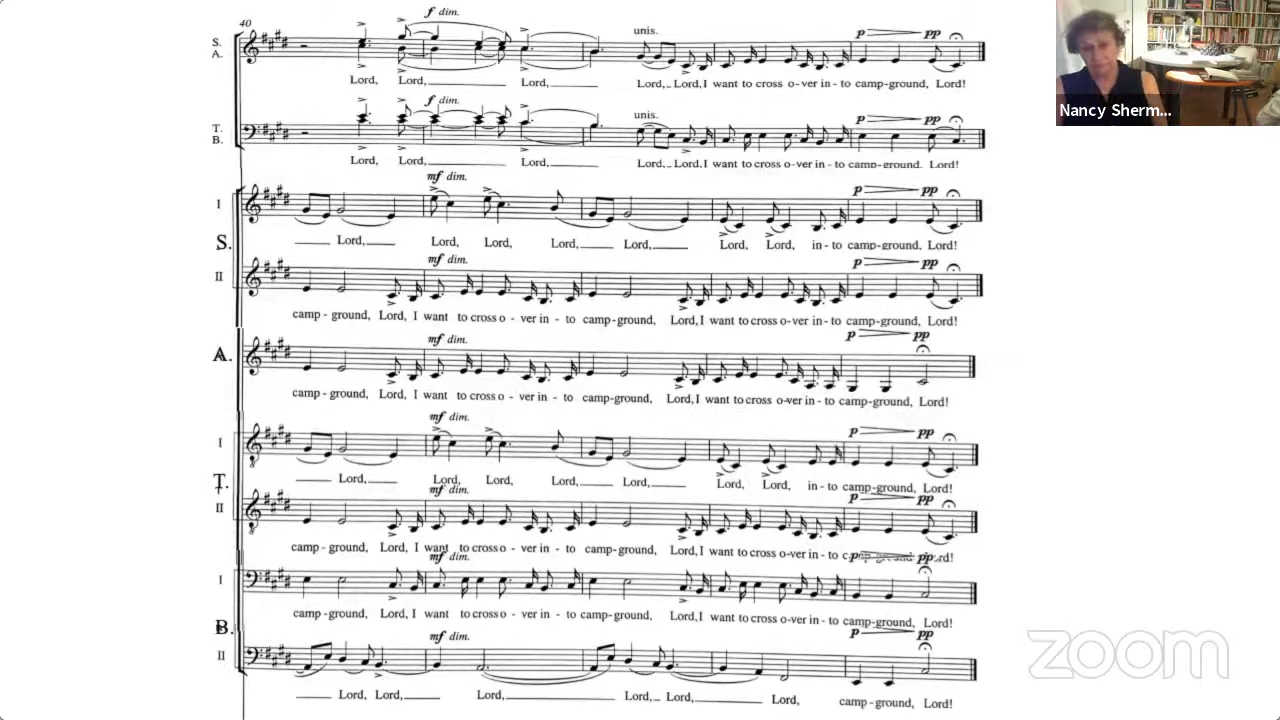 40
f dim.
S.
A.
unis.
p pp
Lord, Lord, Lord, Lord, Lord, I want to cross o-ver in-to camp-ground, Lord!
f dim.
T.
B.
unis.
p pp
Lord, Lord, Lord, Lord, Lord, I want to cross o-ver in-to camp-ground. Lord!
mf dim.
p pp
I
S.
Lord, Lord, Lord, Lord, Lord, Lord, Lord, in-to camp-ground, Lord!
mf dim.
p pp
II
camp-ground, Lord, I want to cross o-ver in-to camp-ground, Lord, I want to cross o-ver in-to camp-ground, Lord!
mf dim.
p pp
A.
camp-ground, Lord, I want to cross o-ver in-to camp-ground, Lord, I want to cross o-ver in-to camp-ground, Lord!
mf dim.
p pp
I
T.
Lord, Lord, Lord, Lord, Lord, Lord, Lord, in-to camp-ground, Lord!
mf dim.
p pp
II
camp-ground, Lord, I want to cross o-ver in-to camp-ground, Lord, I want to cross o-ver in-to
mf dim.
p pp
I
camp-ground, Lord, I want to cross o-ver in-to camp-ground, Lord, I want to cross o-ver in-to camp-ground, Lord!
B.
mf dim.
p pp
II
Lord, Lord, Lord, Lord, Lord, Lord, camp-ground, Lord!
Nancy Sherm...
zoom